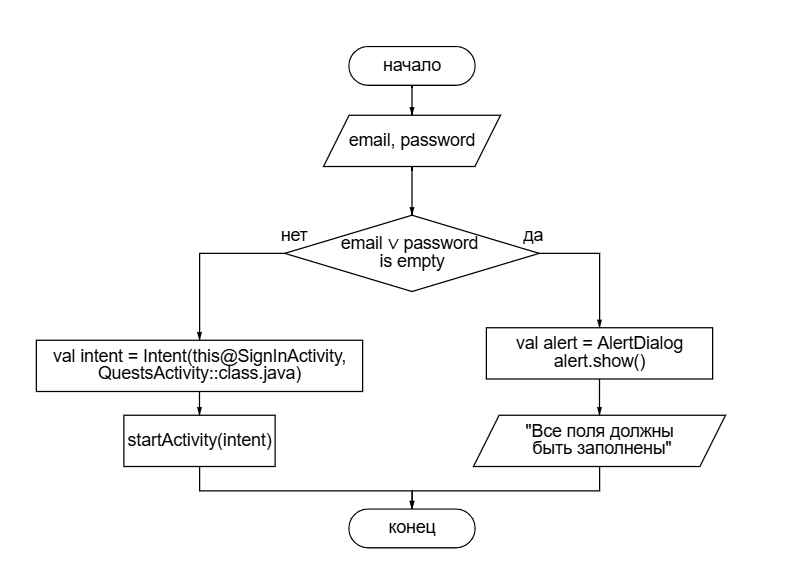 начало
email, password
нет
да
email ∨ password
is empty
val intent = Intent(this@SignInActivity,
QuestsActivity::class.java)
val alert = AlertDialog
alert.show()
startActivity(intent)
"Все поля должны
быть заполнены"
конец